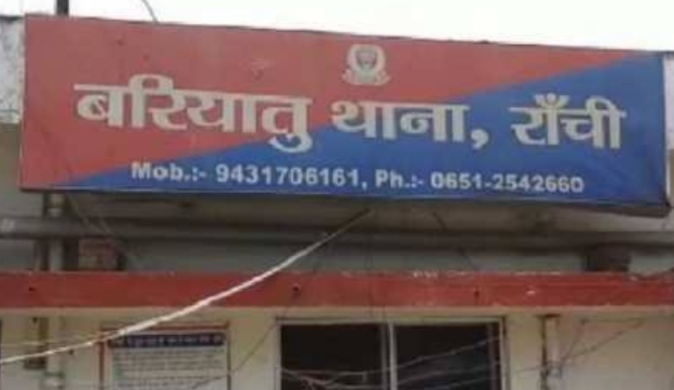 बरियातु थाना, राँची
Mob.:- 9431706161, Ph.:- 0651-2542660